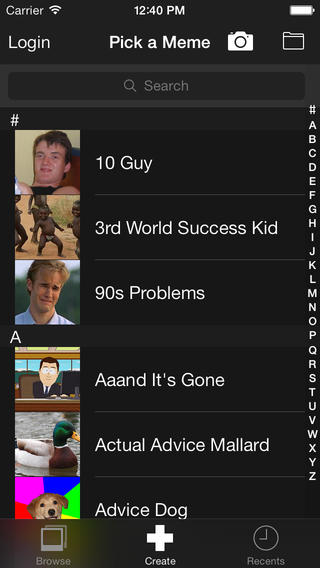 Carrier 12:40 PM
Login Pick a Meme
Search
#
10 Guy
3rd World Success Kid
90s Problems
A
Aaand It's Gone
Actual Advice Mallard
Advice Dog
#
A
B
C
D
E
F
G
H
I
J
K
L
M
N
O
P
Q
R
S
T
U
V
W
X
Y
Z
Browse Create Recents